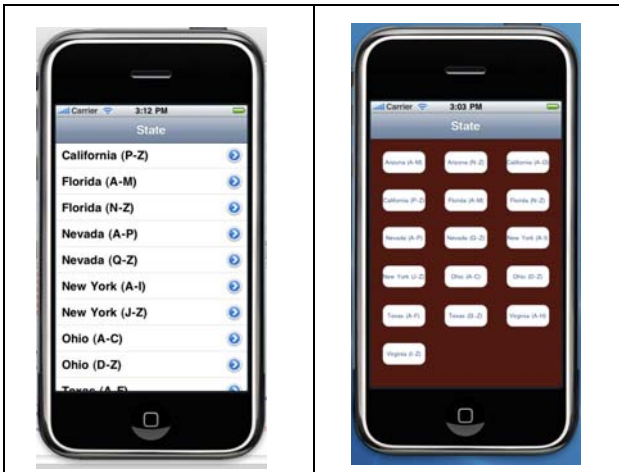 Carrier 3:12 PM
State
California (P-Z)
Florida (A-M)
Florida (N-Z)
Nevada (A-P)
Nevada (Q-Z)
New York (A-I)
New York (J-Z)
Ohio (A-C)
Ohio (D-Z)
Texas (A-F)
Carrier 3:03 PM
State
Arizona (A-M) Arizona (N-Z) California (A-O)
California (P-Z) Florida (A-M) Florida (N-Z)
Nevada (A-P) Nevada (Q-Z) New York (A-I)
New York (J-Z) Ohio (A-C) Ohio (D-Z)
Texas (A-F) Texas (G-Z) Virginia (A-H)
Virginia (I-Z)